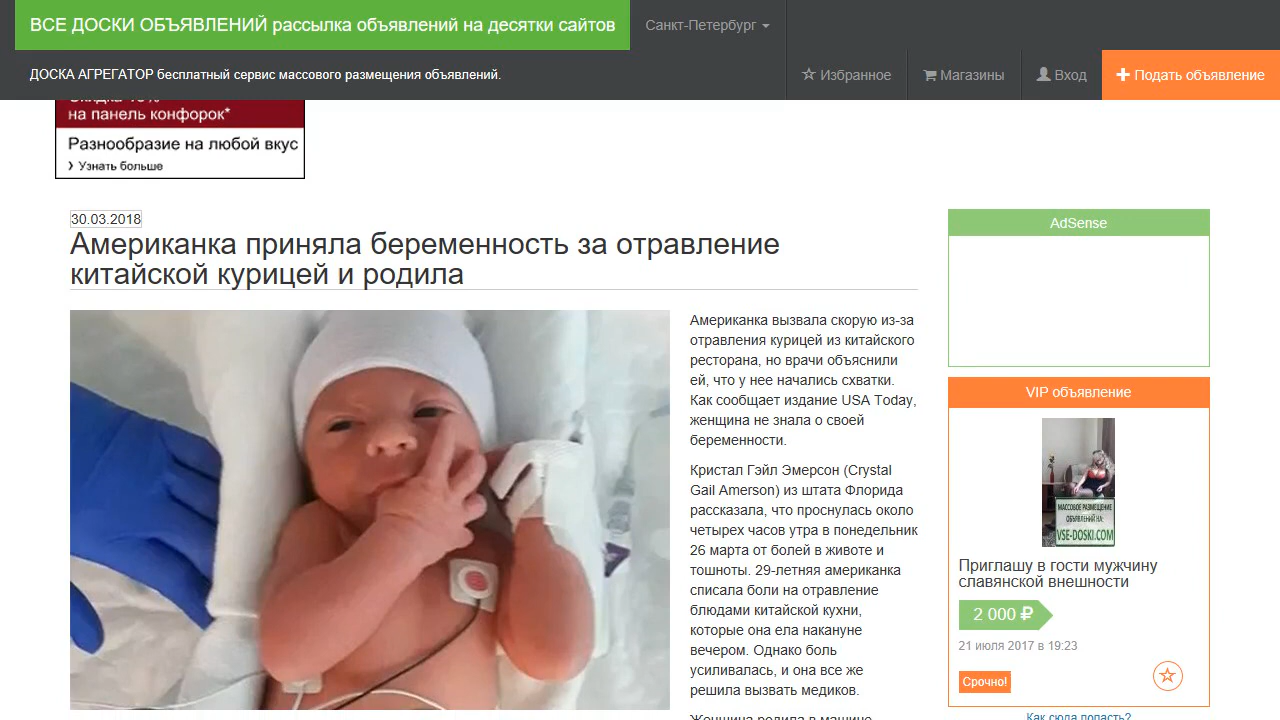 ВСЕ ДОСКИ ОБЪЯВЛЕНИЙ рассылка объявлений на десятки сайтов
Санкт-Петербург
ДОСКА АГРЕГАТОР бесплатный сервис массового размещения объявлений.
Избранное
Магазины
Вход
Подать объявление
на панель конфорок*
Разнообразие на любой вкус
Узнать больше
30.03.2018
Американка приняла беременность за отравление
китайской курицей и родила
Американка вызвала скорую из-за
отравления курицей из китайского
ресторана, но врачи объяснили
ей, что у нее начались схватки.
Как сообщает издание USA Today,
женщина не знала о своей
беременности.
Кристал Гэйл Эмерсон (Crystal
Gail Amerson) из штата Флорида
рассказала, что проснулась около
четырех часов утра в понедельник
26 марта от болей в животе и
тошноты. 29-летняя американка
списала боли на отравление
блюдами китайской кухни,
которые она ела накануне
вечером. Однако боль
усиливалась, и она все же
решила вызвать медиков.
Женщина родила в машине
AdSense
VIP объявление
МАССОВОЕ РАЗМЕЩЕНИЕ
ОБЪЯВЛЕНИЙ НА:
VSE-DOSKI.COM
Приглашу в гости мужчину
славянской внешности
2 000 ₽
21 июля 2017 в 19:23
Срочно!
Как сюда попасть?